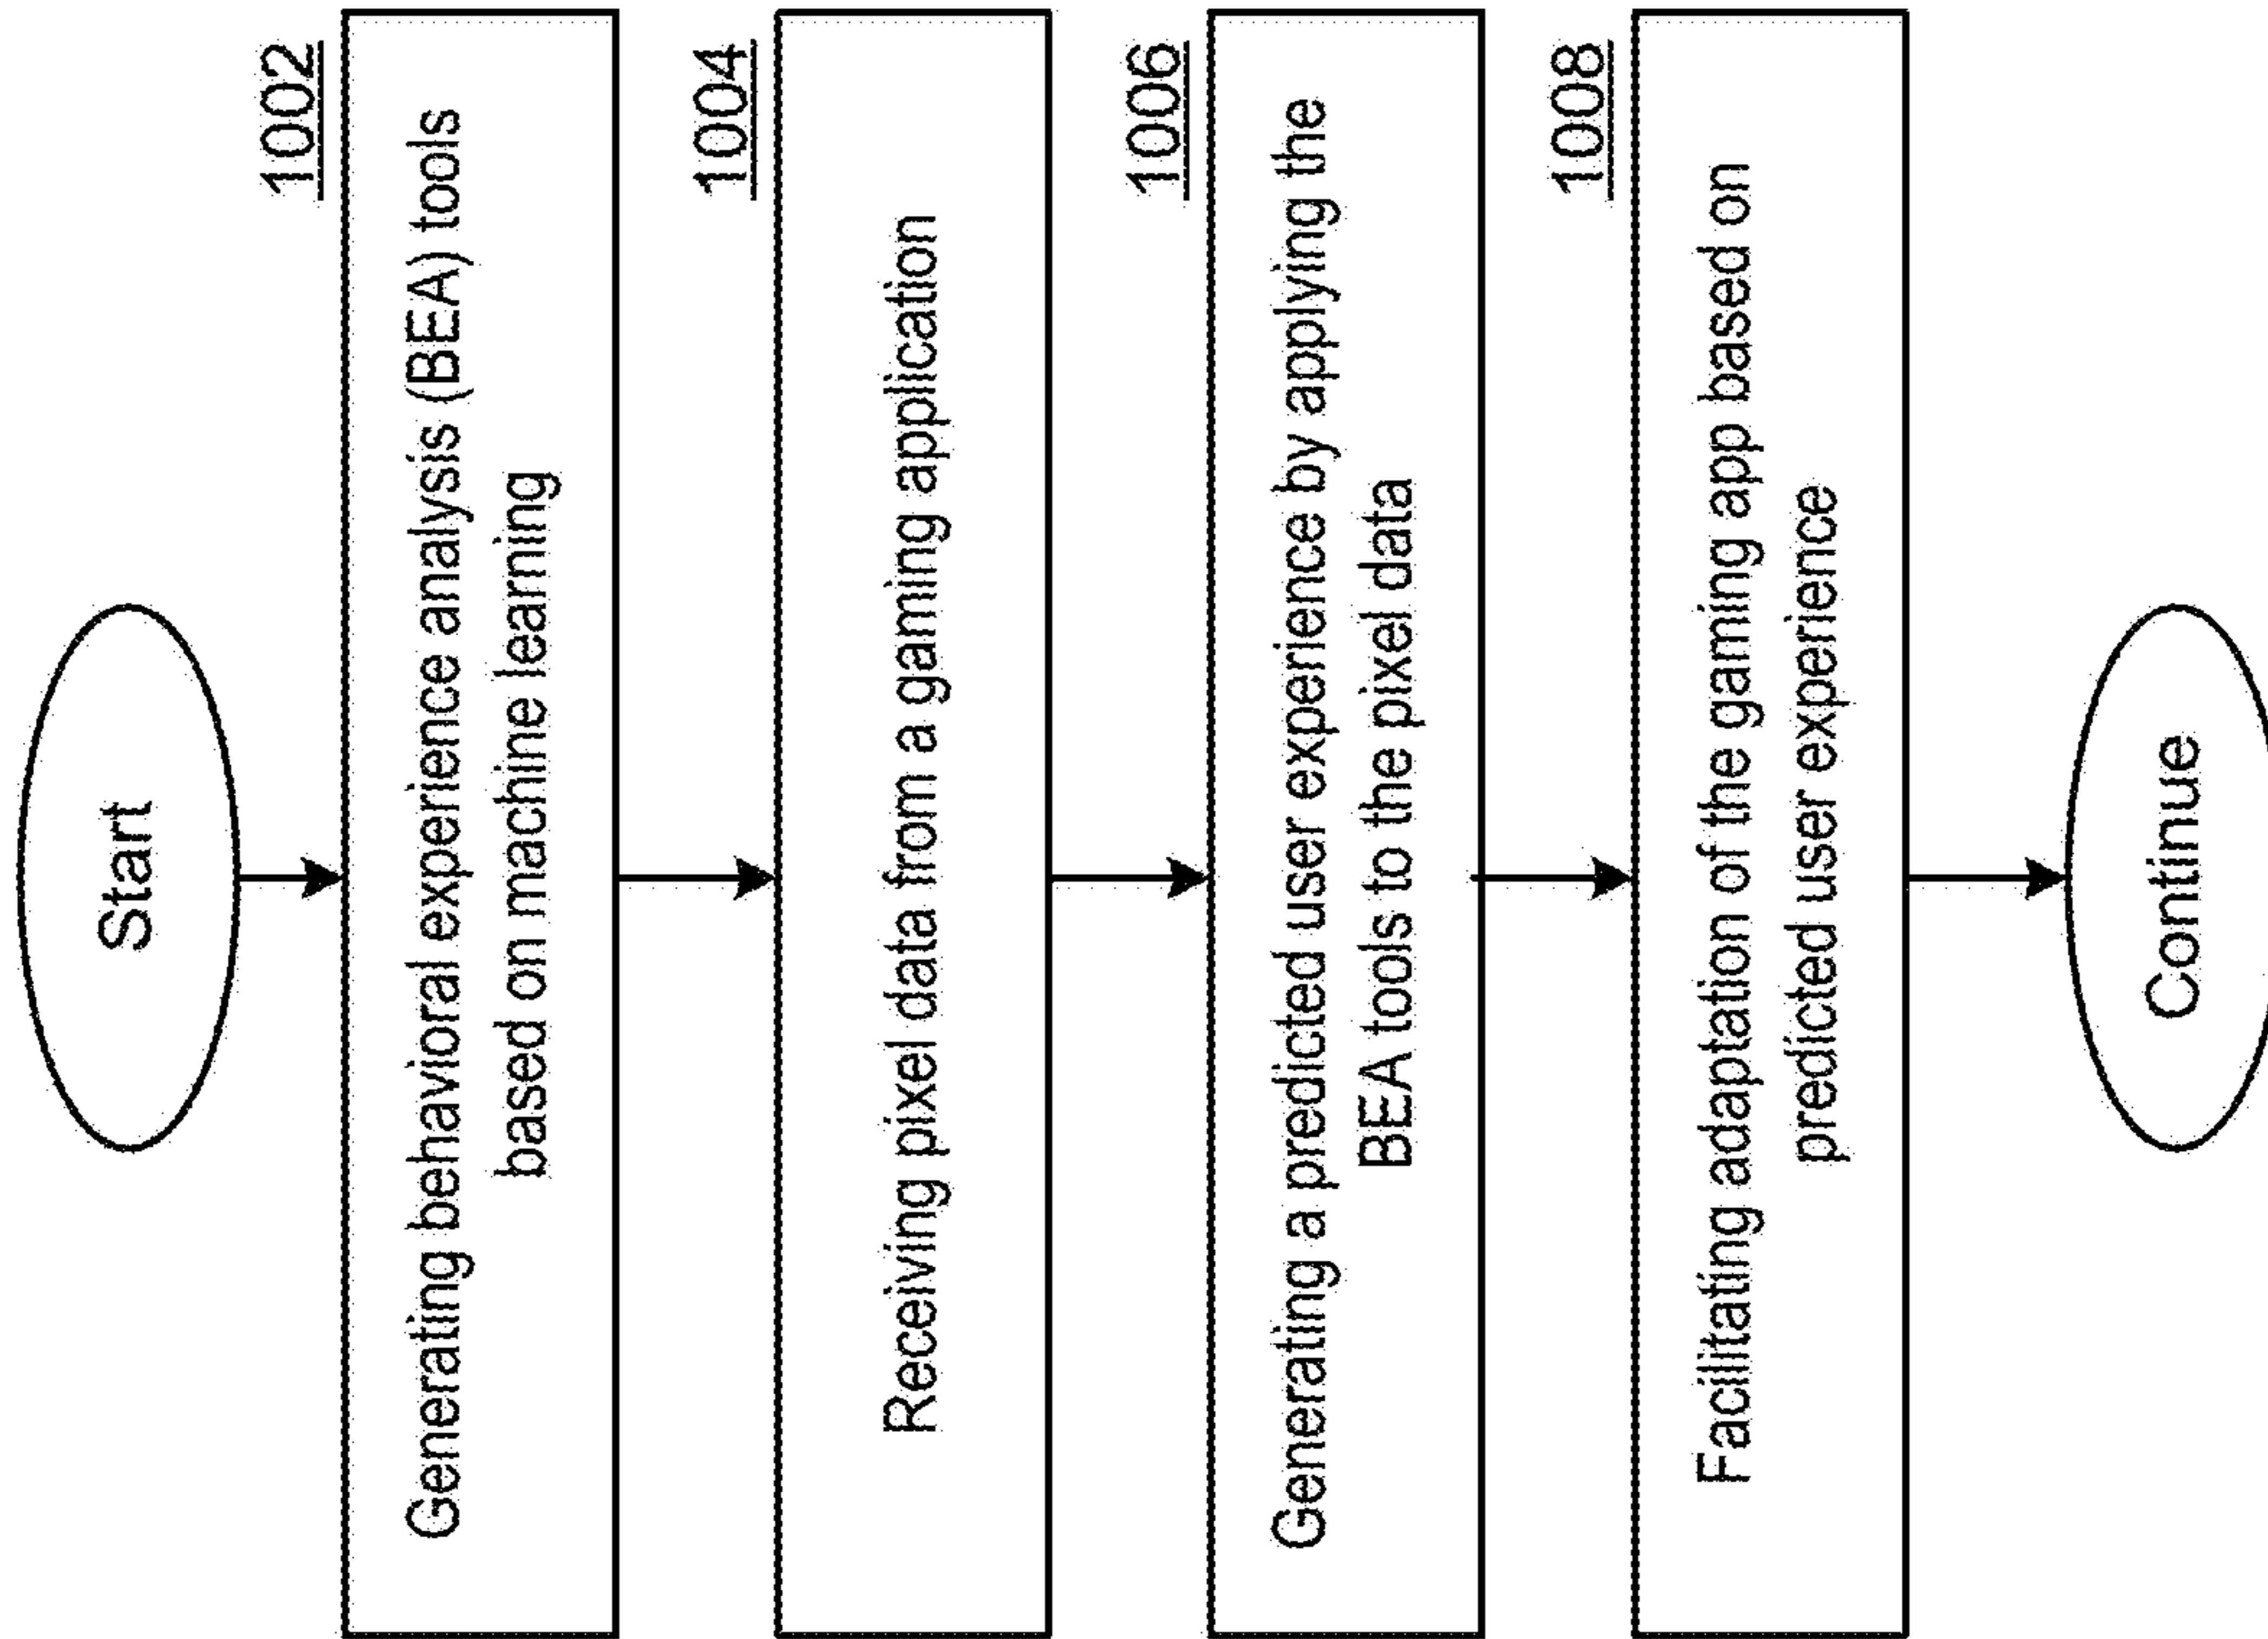 Start
1002
Generating behavioral experience analysis (BEA) tools
based on machine learning
1004
Receiving pixel data from a gaming application
1006
Generating a predicted user experience by applying the
BEA tools to the pixel data
1008
Facilitating adaptation of the gaming app based on
predicted user experience
Continue